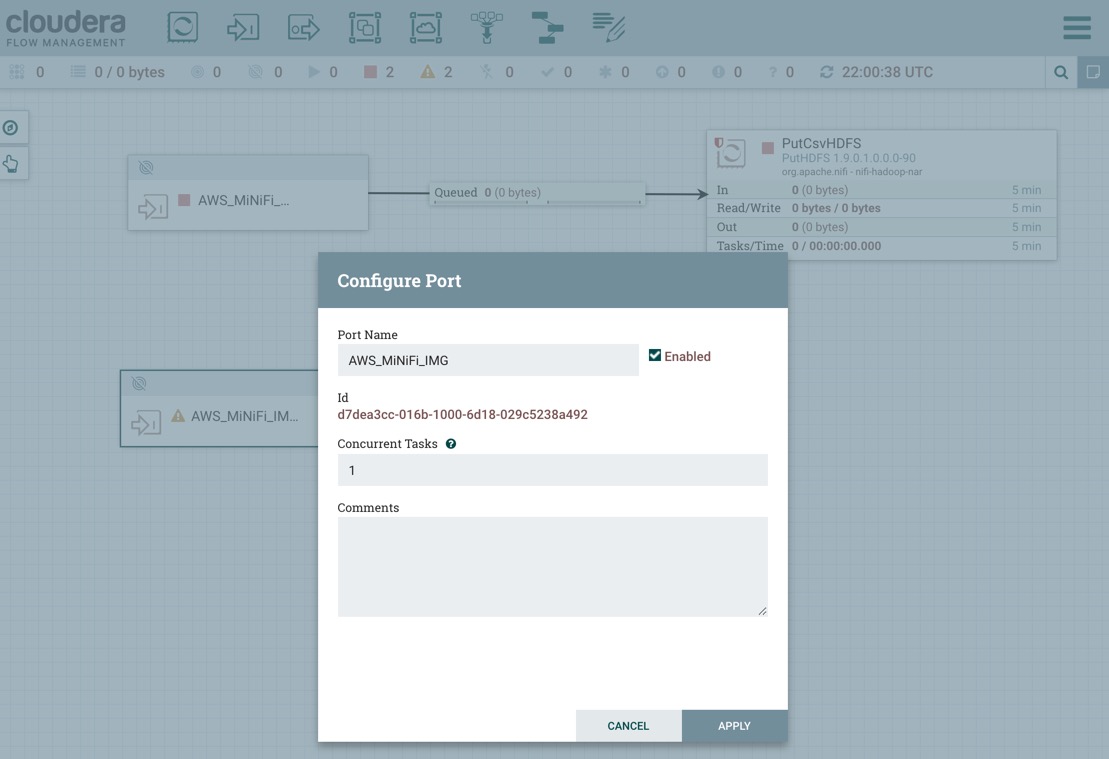 cloudera
FLOW MANAGEMENT
0 0 / 0 bytes 0 0 0 2 2 0 0 0 0 0 ? 0 22:00:38 UTC
AWS_MiNiFi_...
Queued 0 (0 bytes)
PutCsvHDFS
PutHDFS 1.9.0.1.0.0.0-90
org.apache.nifi - nifi-hadoop-nar
In 0 (0 bytes) 5 min
Read/Write 0 bytes / 0 bytes 5 min
Out 0 (0 bytes) 5 min
Tasks/Time 0 / 00:00:00.000 5 min
AWS_MiNiFi_IM...
Configure Port
Port Name
AWS_MiNiFi_IMG
Enabled
Id
d7dea3cc-016b-1000-6d18-029c5238a492
Concurrent Tasks ?
1
Comments
CANCEL APPLY